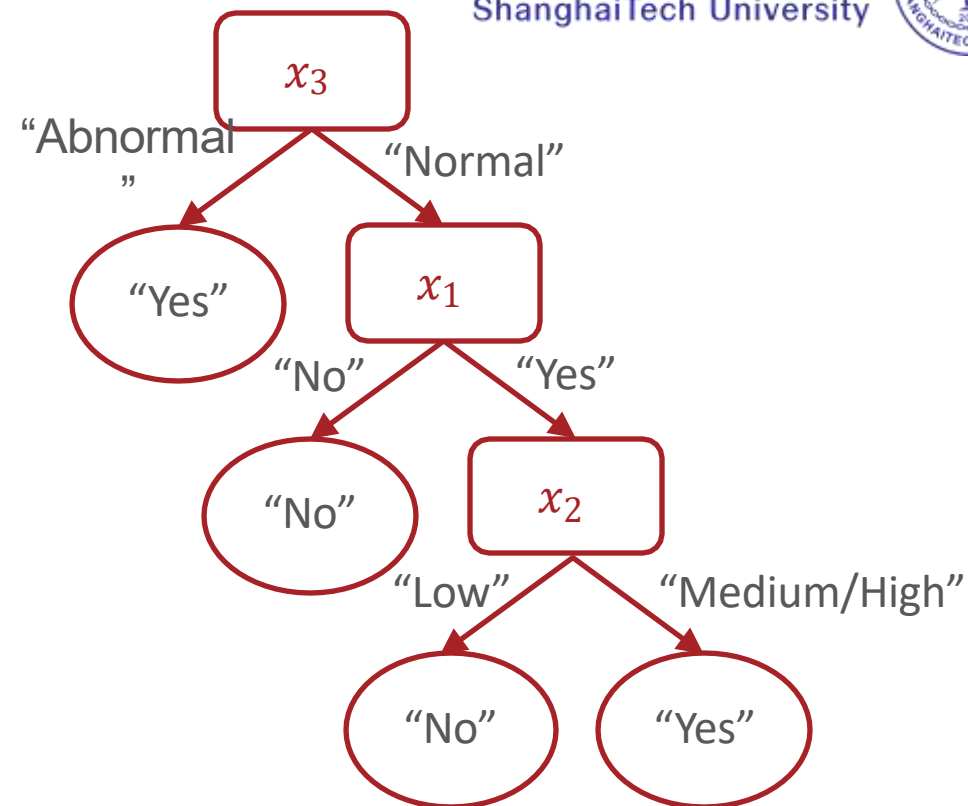 ShanghaiTech University
x₃
“Abnormal
”
“Normal”
“Yes”
x₁
“No”
“Yes”
“No”
x₂
“Low”
“Medium/High”
“No”
“Yes”